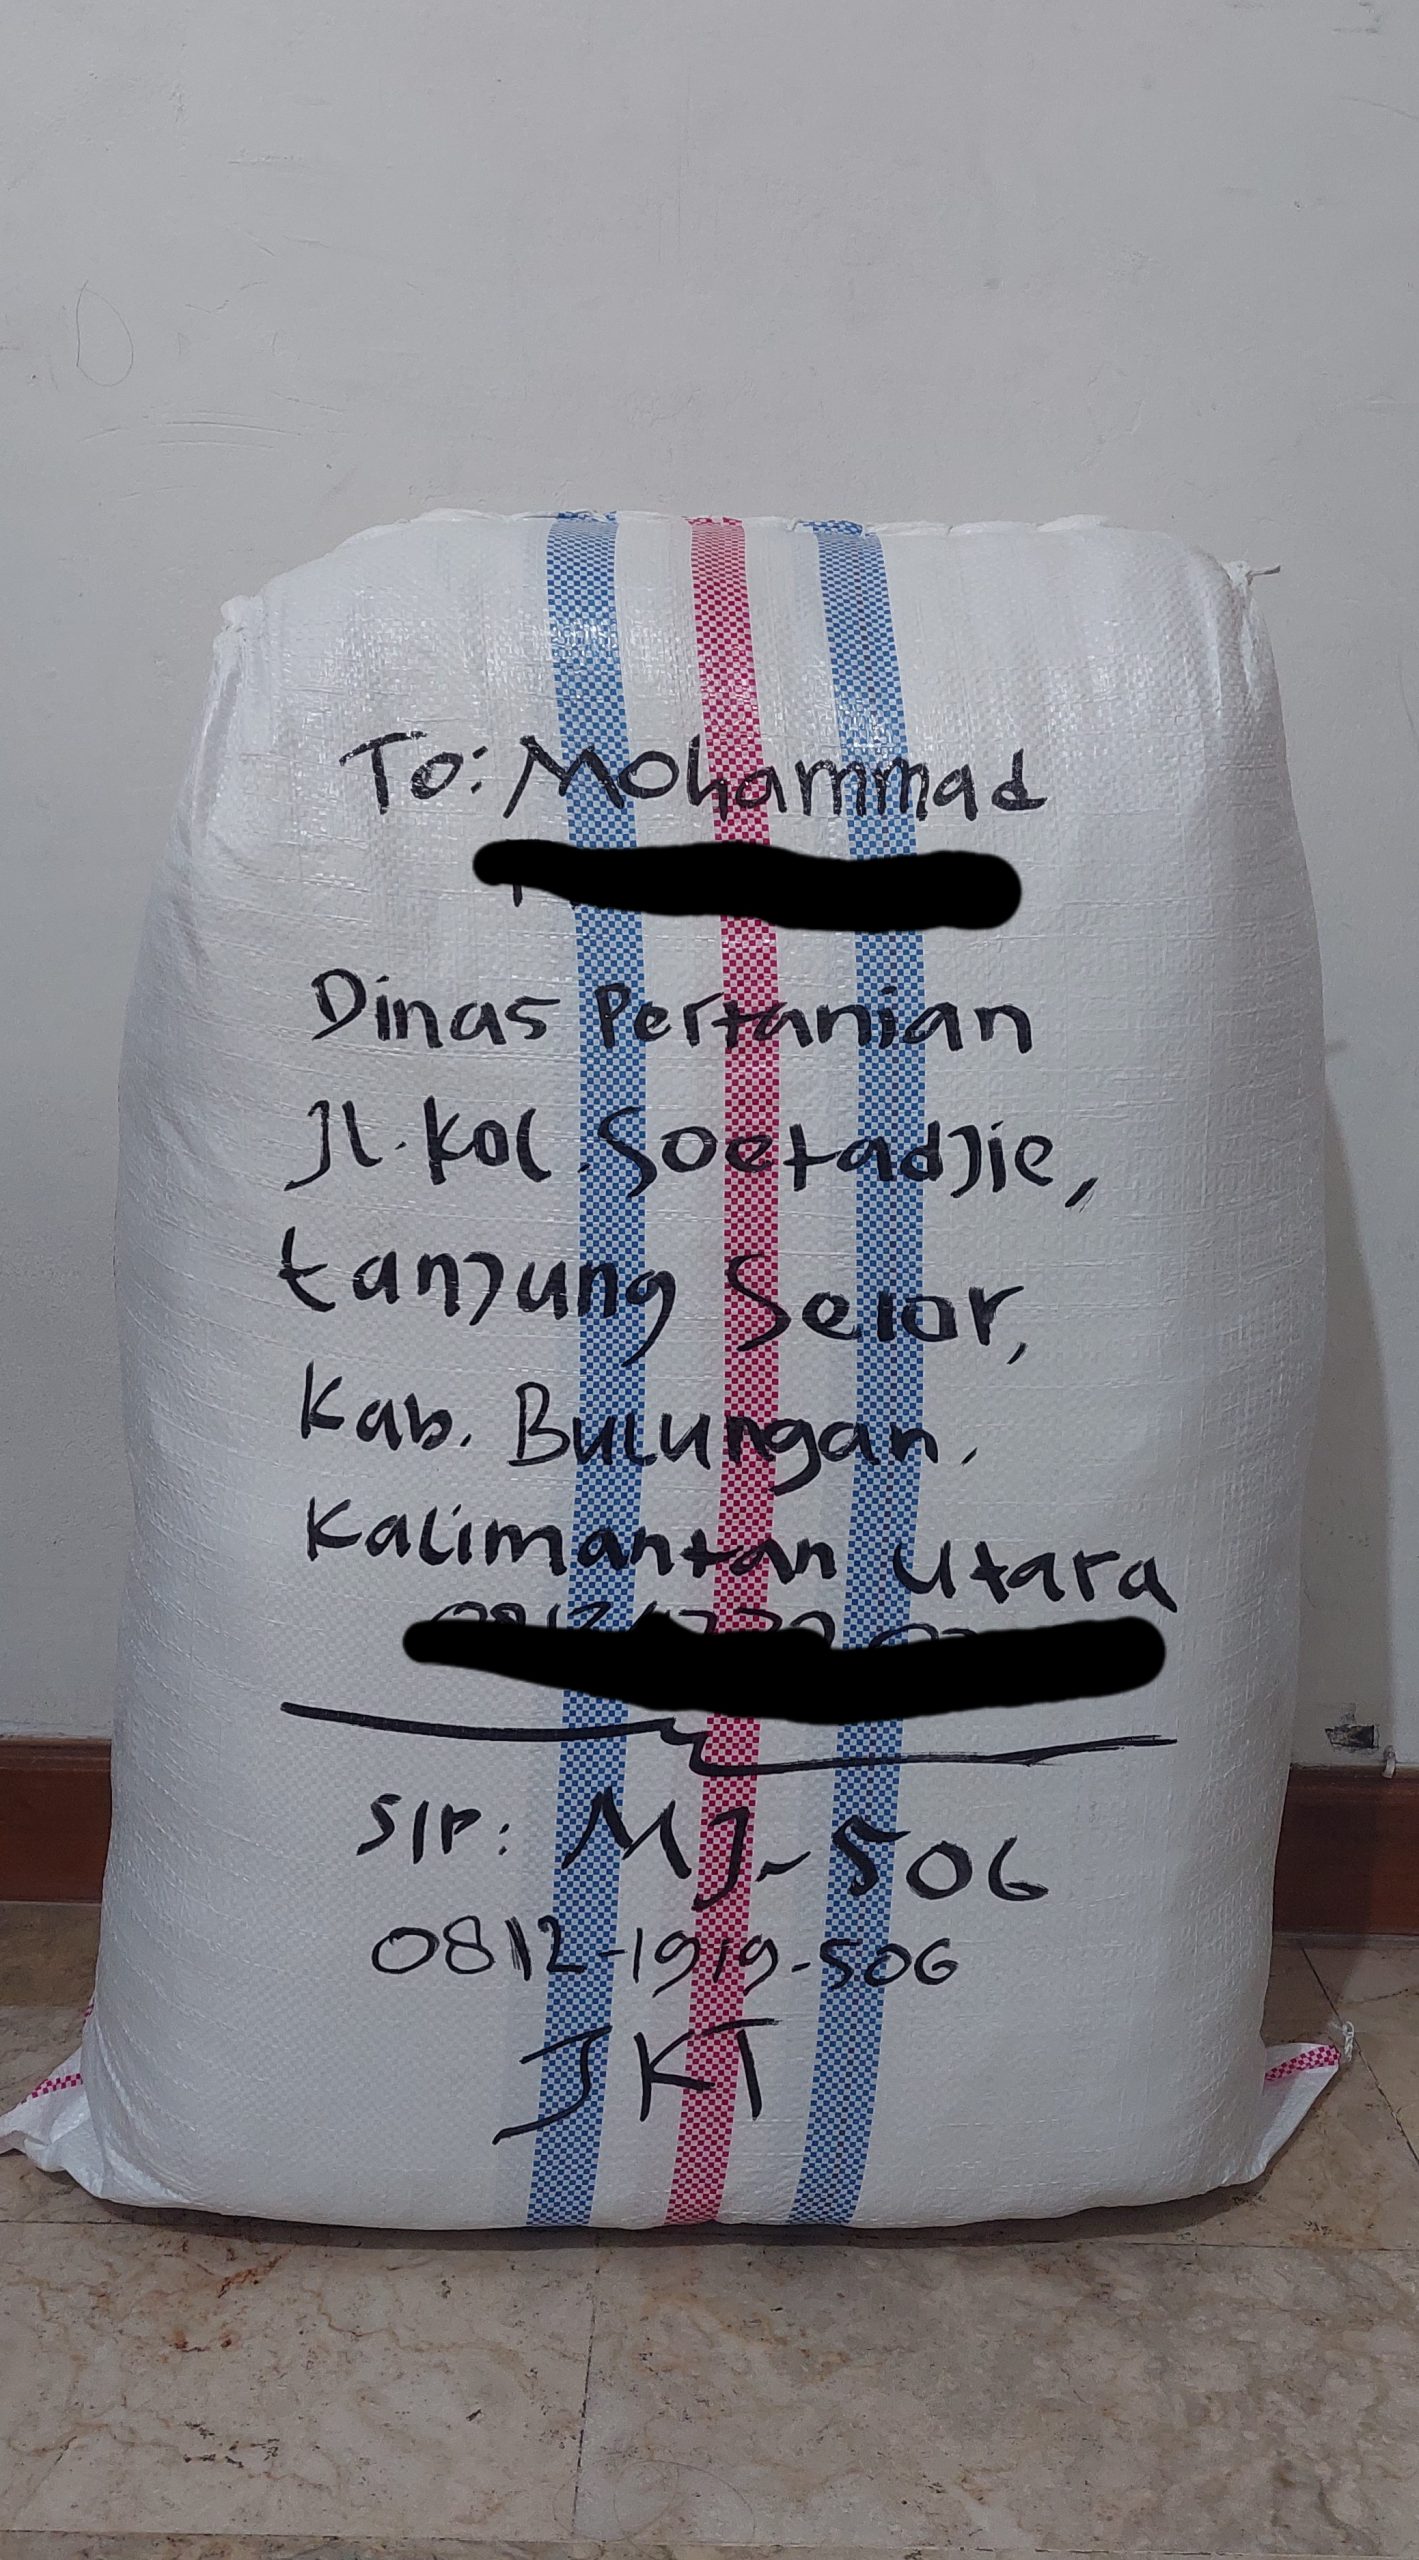 To: Mohammad
Dinas Pertanian
Jl. Kol. Soetadjie,
tanjung Selor,
Kab. Bulungan,
Kalimantan Utara
S/P: MJ-506
0812-1919-506
JKT